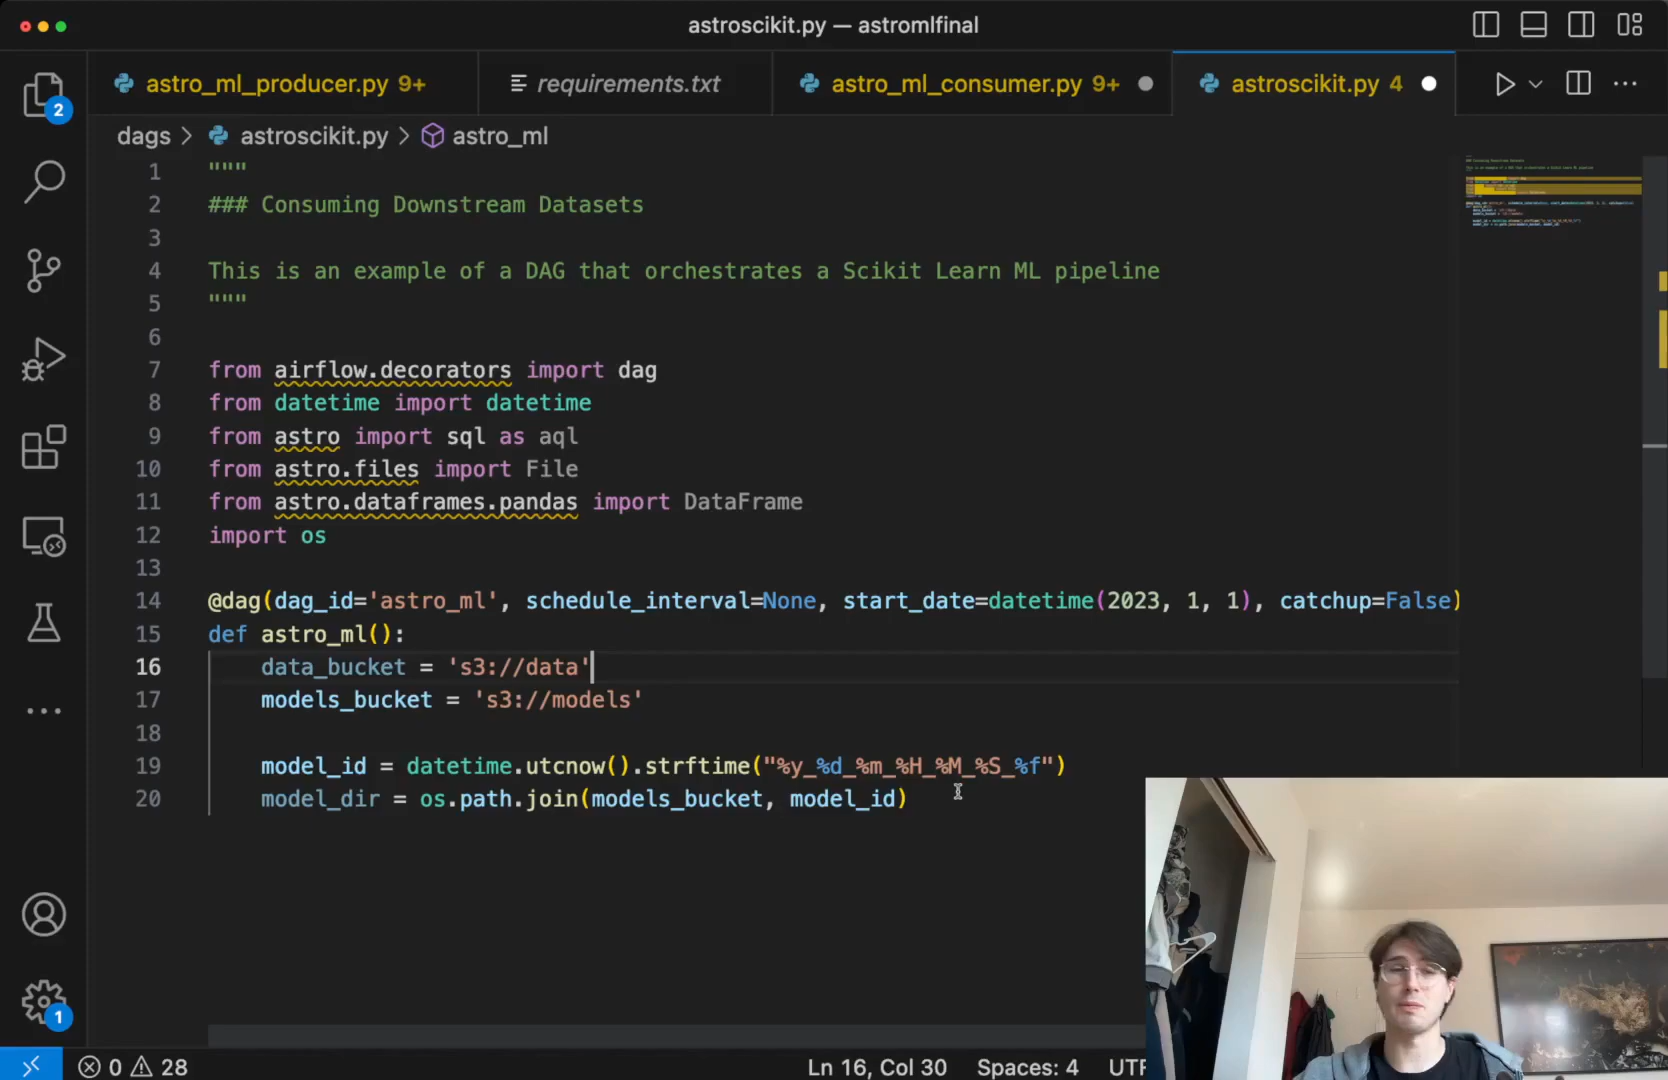 astroscikit.py — astromlfinal
astro_ml_producer.py 9+
requirements.txt
astro_ml_consumer.py 9+
astroscikit.py 4
2
dags > astroscikit.py > astro_ml
1 """
2 ### Consuming Downstream Datasets
3
4 This is an example of a DAG that orchestrates a Scikit Learn ML pipeline
5 """
6
7 from airflow.decorators import dag
8 from datetime import datetime
9 from astro import sql as aql
10 from astro.files import File
11 from astro.dataframes.pandas import DataFrame
12 import os
13
14 @dag(dag_id='astro_ml', schedule_interval=None, start_date=datetime(2023, 1, 1), catchup=False)
15 def astro_ml():
16 data_bucket = 's3://data'
17 models_bucket = 's3://models'
18
19 model_id = datetime.utcnow().strftime("%y_%d_%m_%H_%M_%S_%f")
20 model_dir = os.path.join(models_bucket, model_id)
1
0 28
Ln 16, Col 30
Spaces: 4
UTF